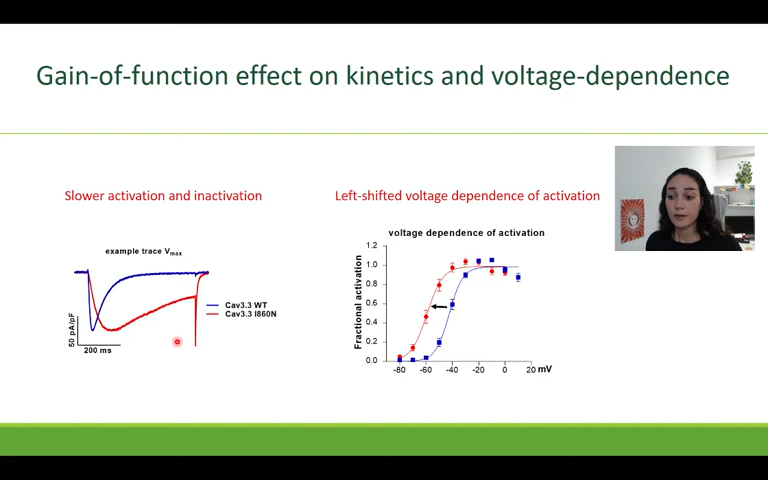 Gain-of-function effect on kinetics and voltage-dependence
Slower activation and inactivation
Left-shifted voltage dependence of activation
example trace Vmax
Cav3.3 WT
Cav3.3 I860N
50 pA/pF
200 ms
voltage dependence of activation
Fractional activation
1.2
1.0
0.8
0.6
0.4
0.2
0.0
-80 -60 -40 -20 0 20 mV